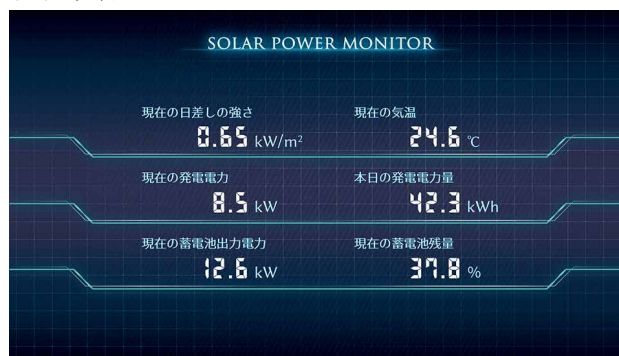 SOLAR POWER MONITOR
現在の日差しの強さ
0.65 kW/m²
現在の気温
24.6 ℃
現在の発電電力
8.5 kW
本日の発電電力量
42.3 kWh
現在の蓄電池出力電力
12.6 kW
現在の蓄電池残量
37.8 %